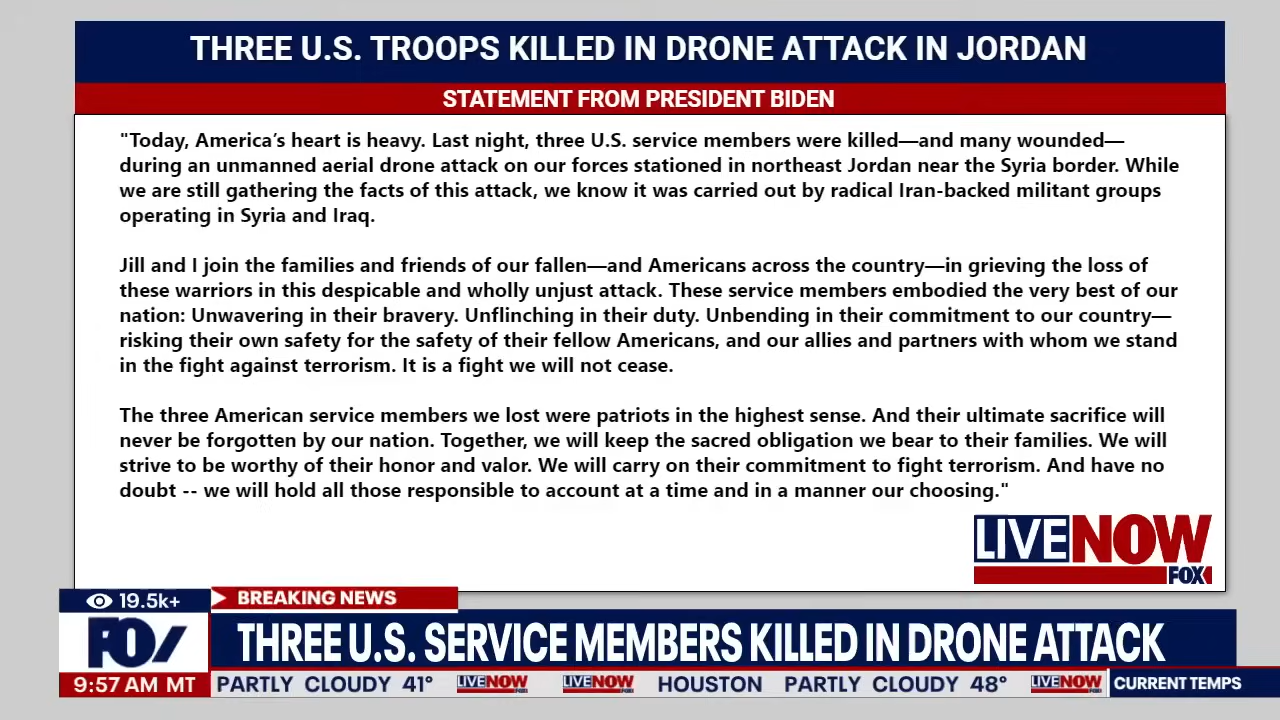 THREE U.S. TROOPS KILLED IN DRONE ATTACK IN JORDAN
STATEMENT FROM PRESIDENT BIDEN
"Today, America’s heart is heavy. Last night, three U.S. service members were killed—and many wounded—
during an unmanned aerial drone attack on our forces stationed in northeast Jordan near the Syria border. While
we are still gathering the facts of this attack, we know it was carried out by radical Iran-backed militant groups
operating in Syria and Iraq.
Jill and I join the families and friends of our fallen—and Americans across the country—in grieving the loss of
these warriors in this despicable and wholly unjust attack. These service members embodied the very best of our
nation: Unwavering in their bravery. Unflinching in their duty. Unbending in their commitment to our country—
risking their own safety for the safety of their fellow Americans, and our allies and partners with whom we stand
in the fight against terrorism. It is a fight we will not cease.
The three American service members we lost were patriots in the highest sense. And their ultimate sacrifice will
never be forgotten by our nation. Together, we will keep the sacred obligation we bear to their families. We will
strive to be worthy of their honor and valor. We will carry on their commitment to fight terrorism. And have no
doubt -- we will hold all those responsible to account at a time and in a manner our choosing."
LIVENOW
FOX
19.5k+
BREAKING NEWS
FOX
THREE U.S. SERVICE MEMBERS KILLED IN DRONE ATTACK
9:57 AM MT PARTLY CLOUDY 41° LIVENOW FOX LIVENOW FOX HOUSTON PARTLY CLOUDY 48° LIVENOW FOX CURRENT TEMPS